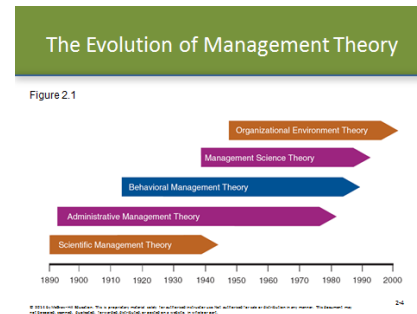 The Evolution of Management Theory
Figure 2.1
Organizational Environment Theory
Management Science Theory
Behavioral Management Theory
Administrative Management Theory
Scientific Management Theory
1890 1900 1910 1920 1930 1940 1950 1960 1970 1980 1990 2000
2-4